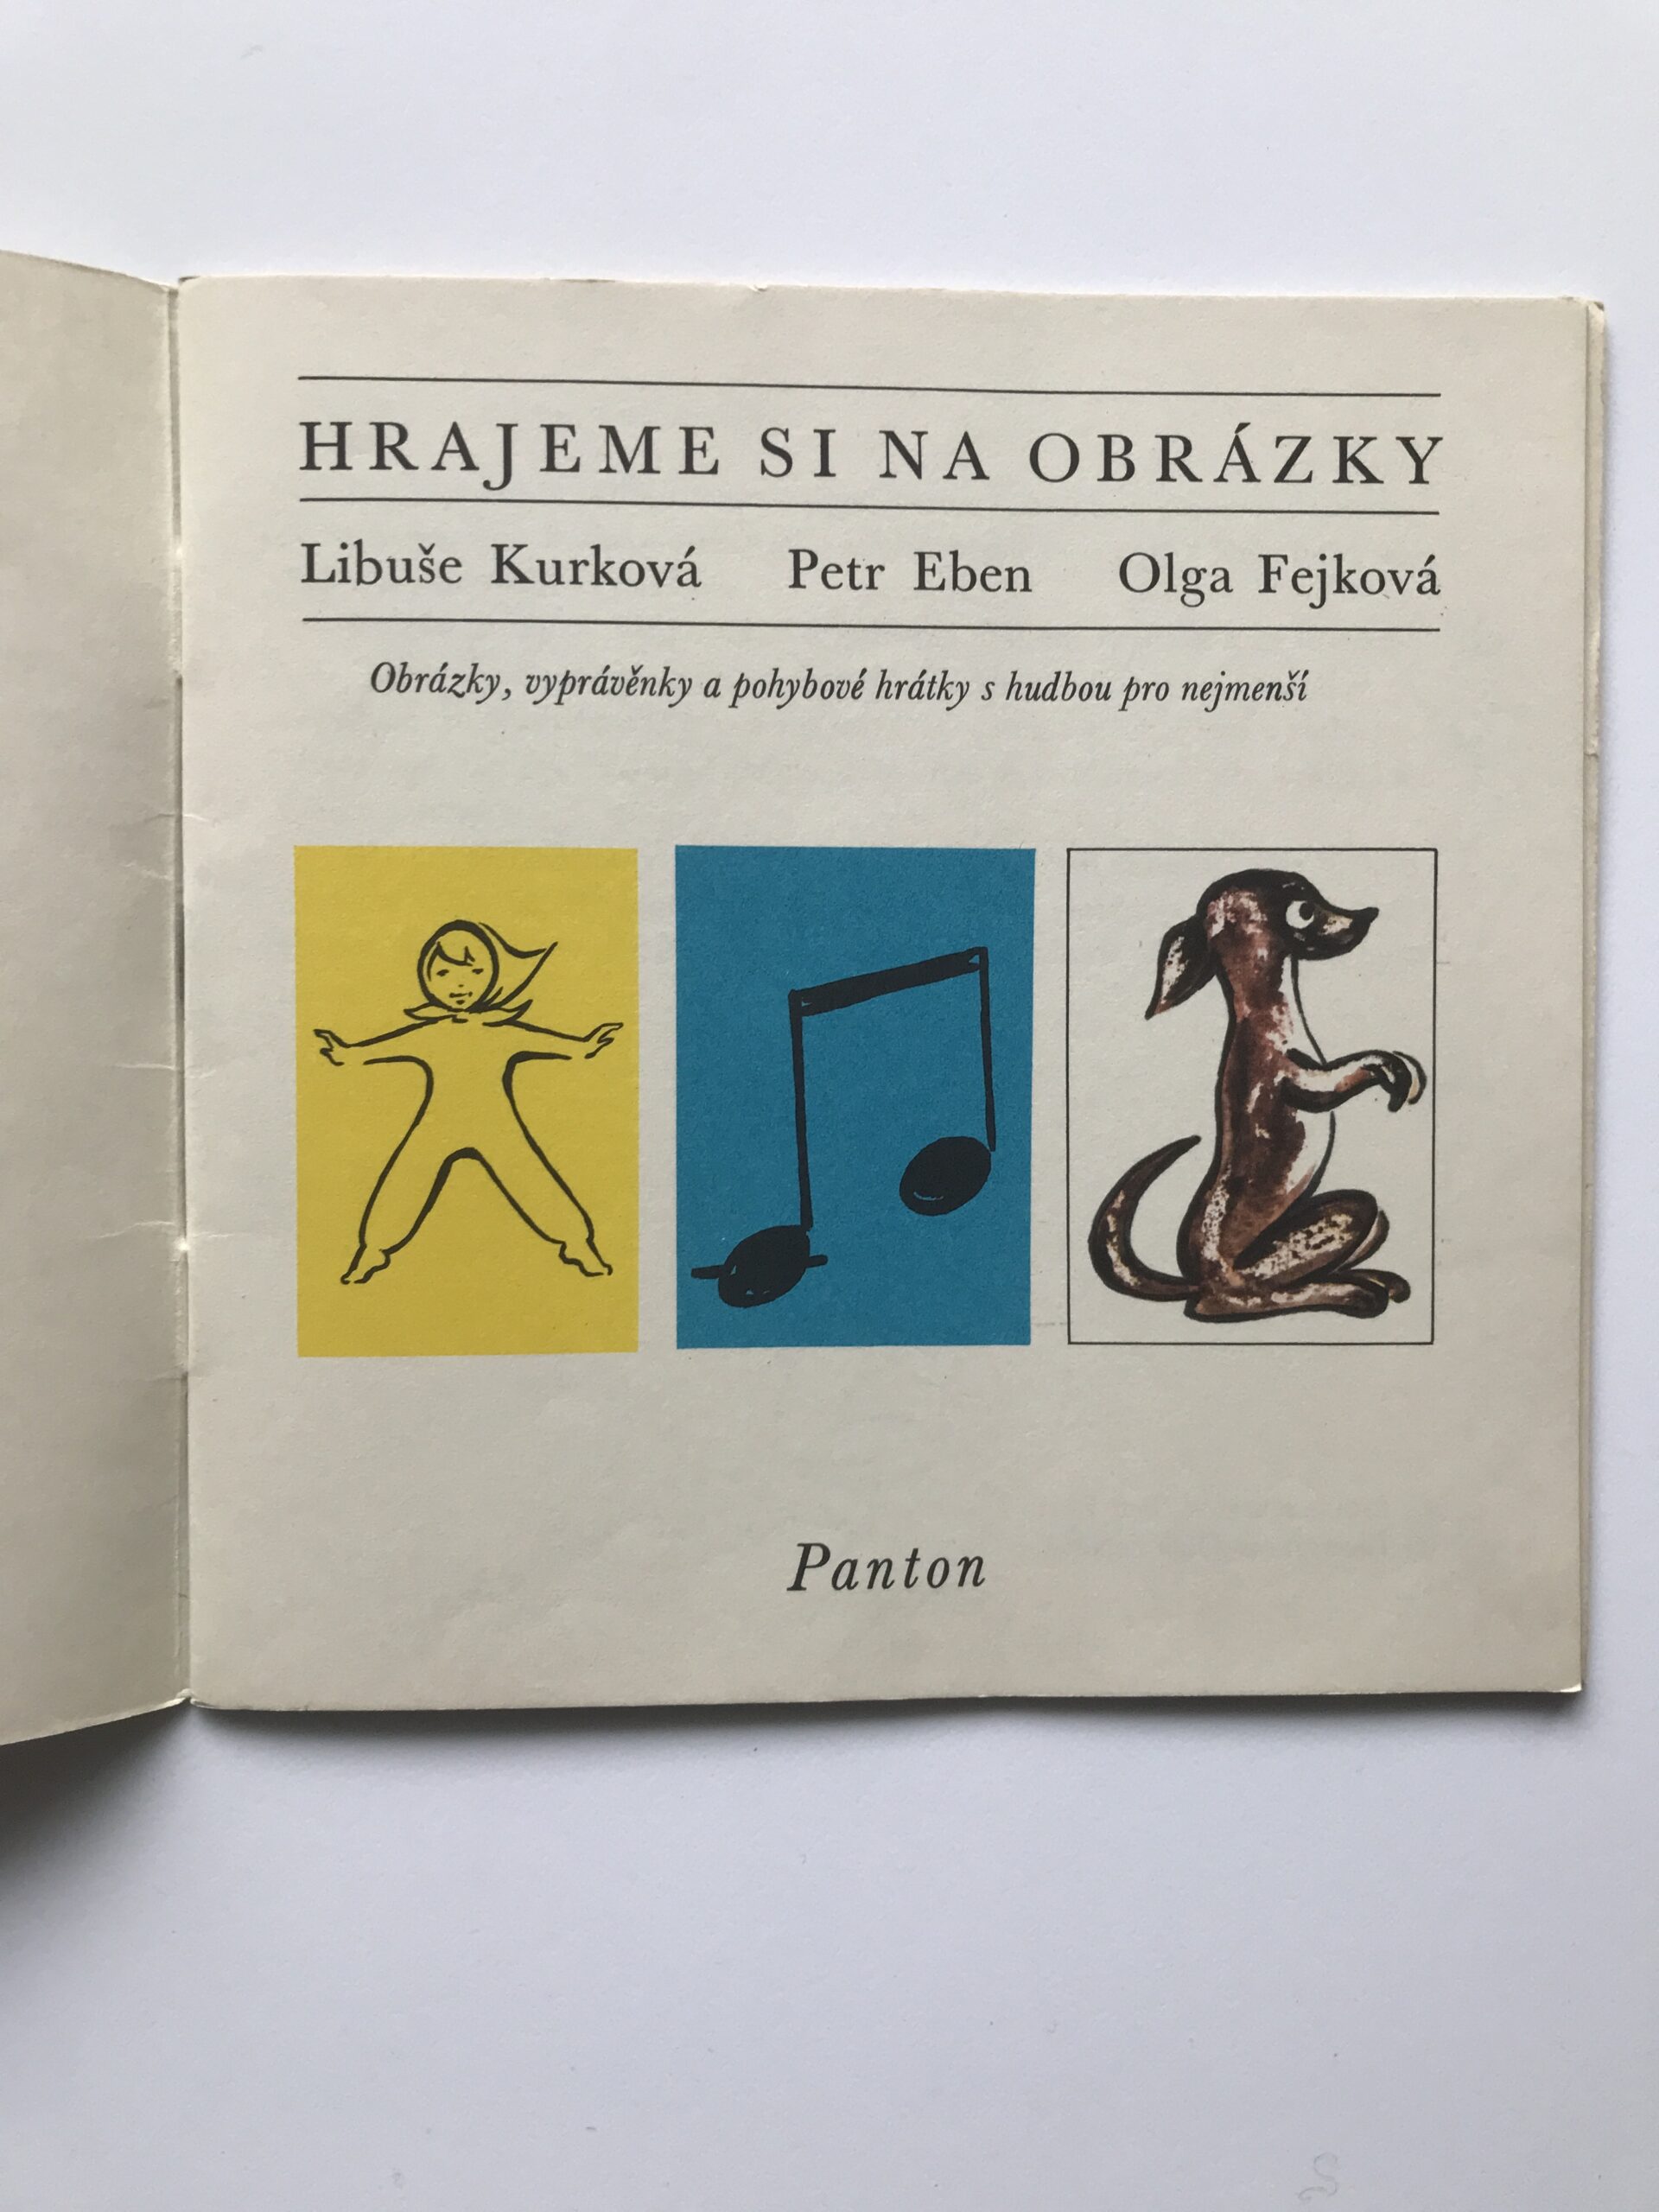 HRAJEME SI NA OBRÁZKY
Libuše Kurková Petr Eben Olga Fejková
Obrázky, vyprávěnky a pohybové hrátky s hudbou pro nejmenší
Panton